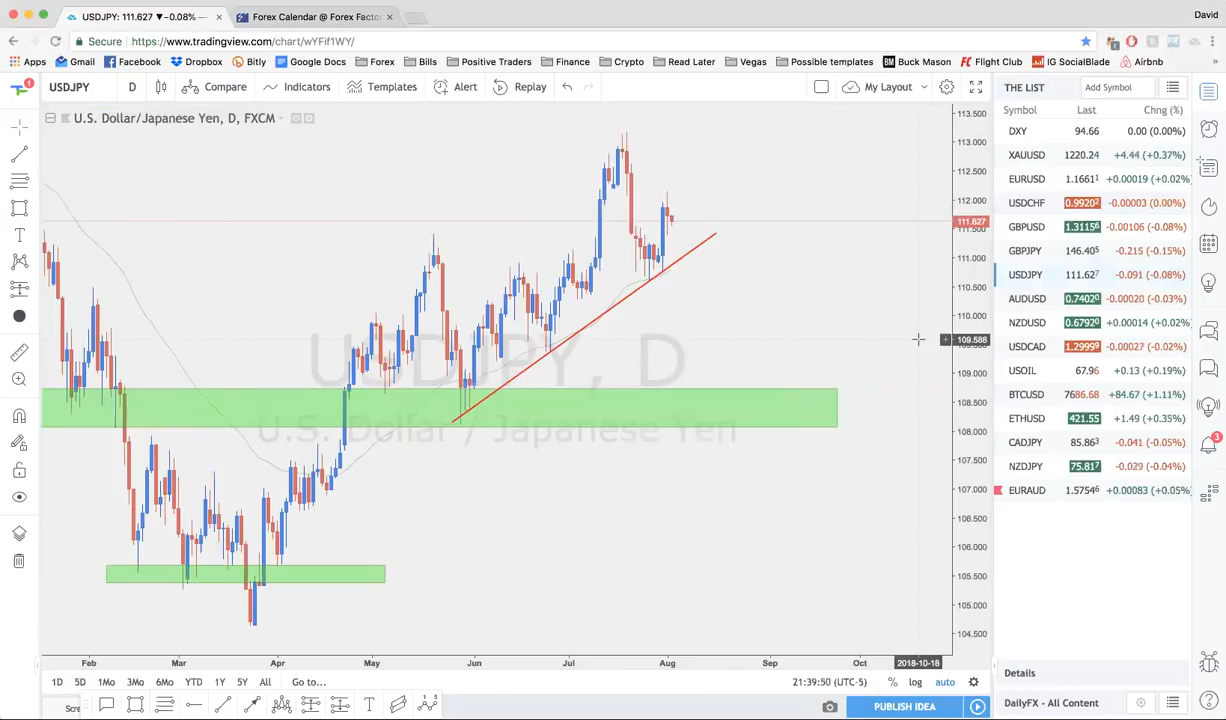 USDJPY: 111.627 ▼−0.08% —
Forex Calendar @ Forex Facto
David
Secure
https://www.tradingview.com/chart/wYFif1WY/
Apps Gmail Facebook Dropbox Bitly Google Docs Forex Bills Positive Traders Finance Crypto Read Later Vegas Possible templates Buck Mason Flight Club IG SocialBlade Airbnb »
1
USDJPY D Compare Indicators Templates Alert Replay My Layout
THE LIST Add Symbol
U.S. Dollar/Japanese Yen, D, FXCM
Symbol Last Chng (%)
DXY 94.66 0.00 (0.00%)
XAUUSD 1220.24 +4.44 (+0.37%)
EURUSD 1.16611 +0.00019 (+0.02%)
USDCHF 0.99202 -0.00003 (0.00%)
GBPUSD 1.31156 -0.00106 (-0.08%)
GBPJPY 146.405 -0.215 (-0.15%)
USDJPY 111.627 -0.091 (-0.08%)
AUDUSD 0.74020 -0.00020 (-0.03%)
NZDUSD 0.67920 +0.00014 (+0.02%)
USDCAD 1.29999 -0.00027 (-0.02%)
USOIL 67.96 +0.13 (+0.19%)
BTCUSD 7686.68 +84.67 (+1.11%)
ETHUSD 421.55 +1.49 (+0.35%)
CADJPY 85.863 -0.041 (-0.05%)
NZDJPY 75.817 -0.029 (-0.04%)
EURAUD 1.57546 +0.00083 (+0.05%)
3
113.500
113.000
112.500
112.000
111.627
111.500
111.000
110.500
110.000
109.588
109.000
108.500
108.000
107.500
107.000
106.500
106.000
105.500
105.000
104.500
USDJPY, D
U.S. Dollar / Japanese Yen
Feb Mar Apr May Jun Jul Aug Sep Oct 2018-10-18
1D 5D 1Mo 3Mo 6Mo YTD 1Y 5Y All Go to... 21:39:50 (UTC-5) % log auto
Details
PUBLISH IDEA
DailyFX - All Content